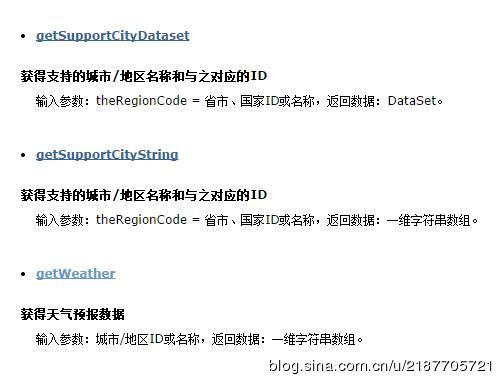 getSupportCityDataset
获得支持的城市/地区名称和与之对应的ID
输入参数：theRegionCode = 省市、国家ID或名称，返回数据：DataSet。
getSupportCityString
获得支持的城市/地区名称和与之对应的ID
输入参数：theRegionCode = 省市、国家ID或名称，返回数据：一维字符串数组。
getWeather
获得天气预报数据
输入参数：城市/地区ID或名称，返回数据：一维字符串数组。
blog.sina.com.cn/u/2187705721